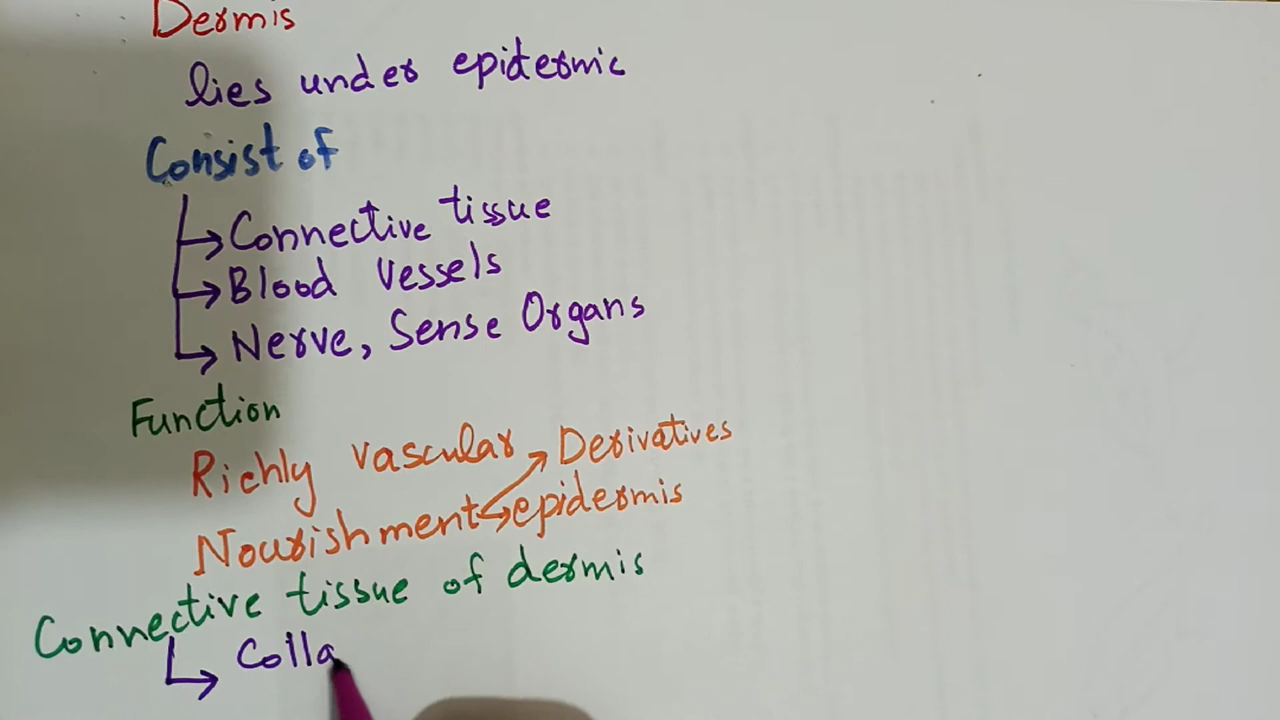 Dermis
lies under epidermic
Consist of
→ Connective tissue
→ Blood vessels
→ Nerve, Sense Organs
Function
Richly vascular
Nourishment → Derivatives
→ epidermis
Connective tissue of dermis
→ Colla